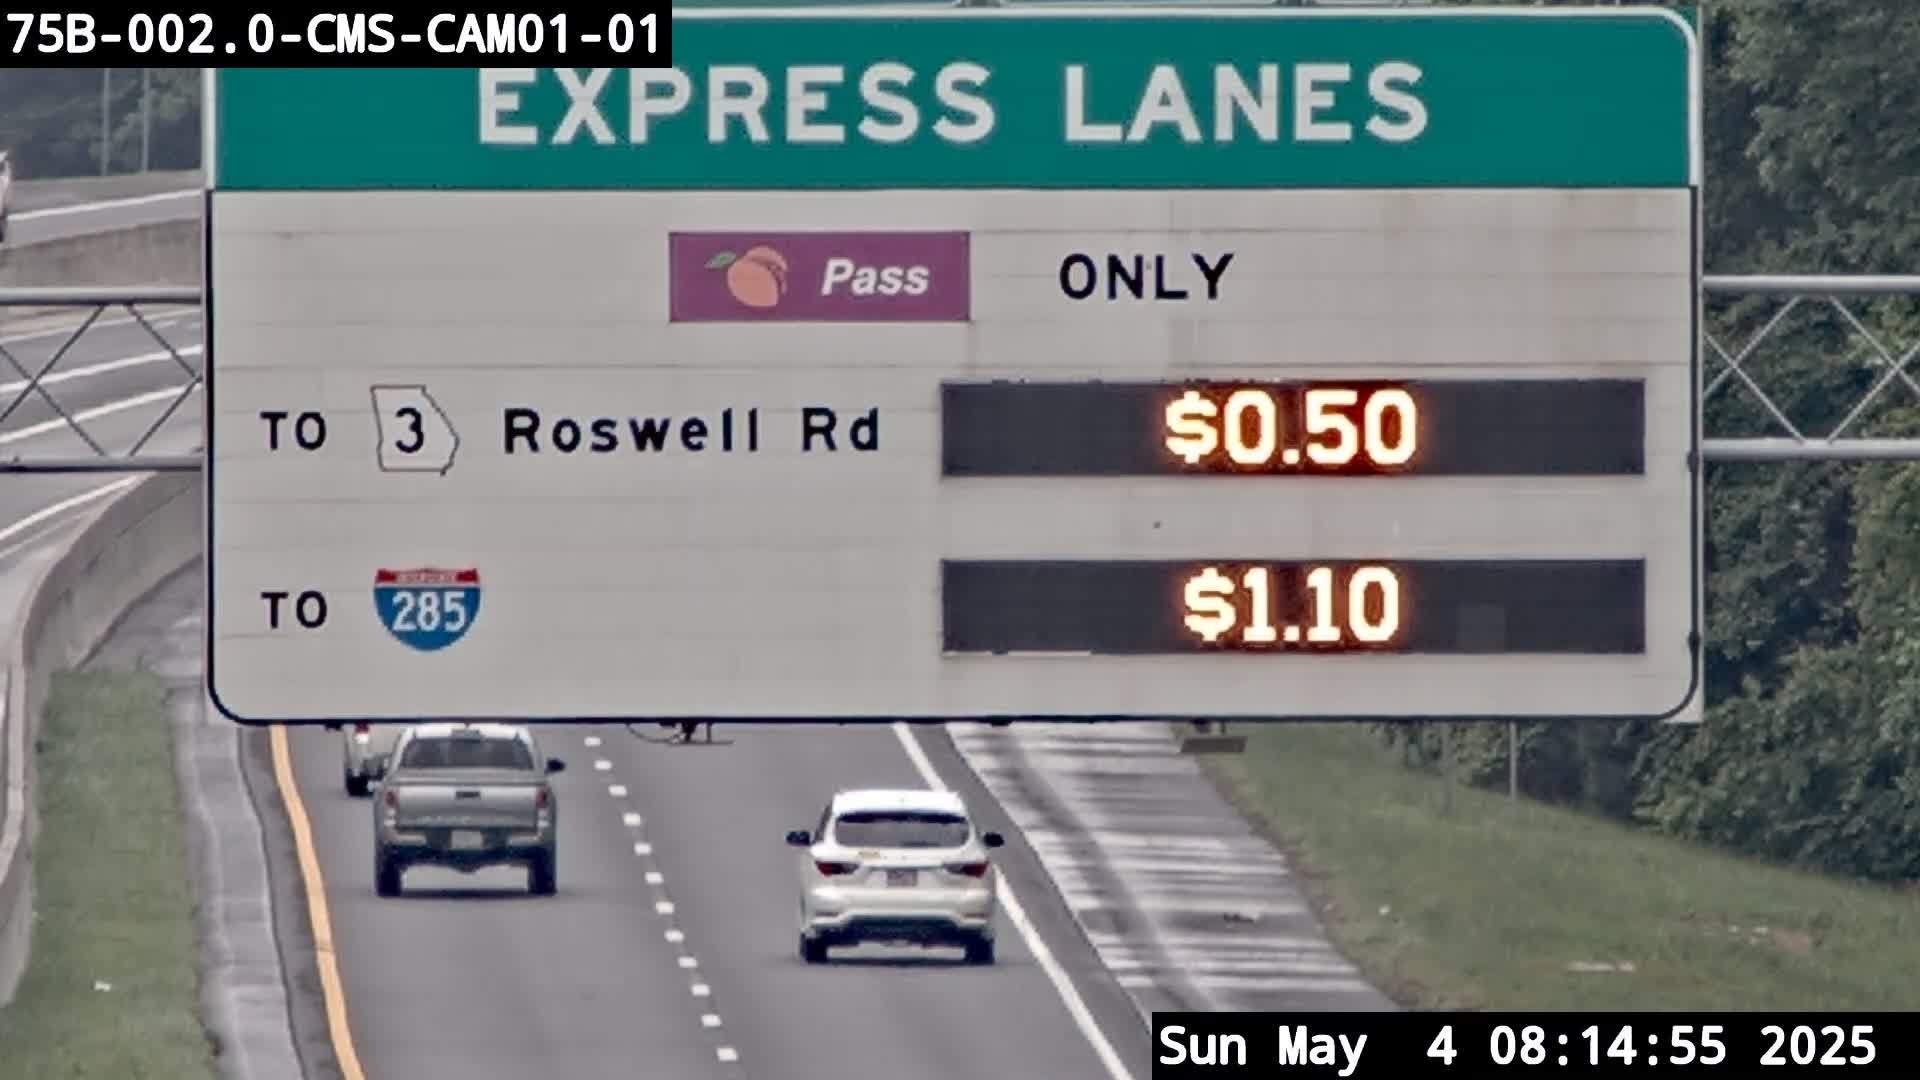 75B-002.0-CMS-CAM01-01
EXPRESS LANES
Pass ONLY
TO 3 Roswell Rd $0.50
TO 285 $1.10
Sun May 4 08:14:55 2025